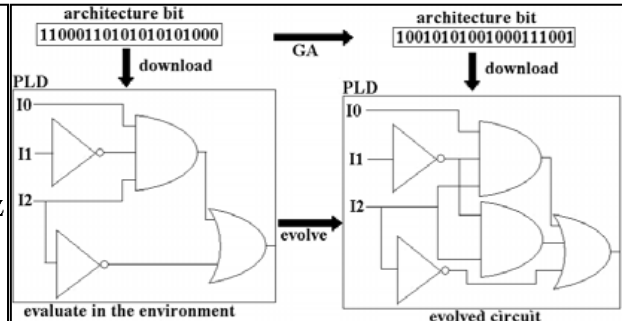 architecture bit
11000110101010101000
download
PLD
I0
I1
I2
evaluate in the environment
GA
evolve
architecture bit
10010101001000111001
download
PLD
I0
I1
I2
evolved circuit